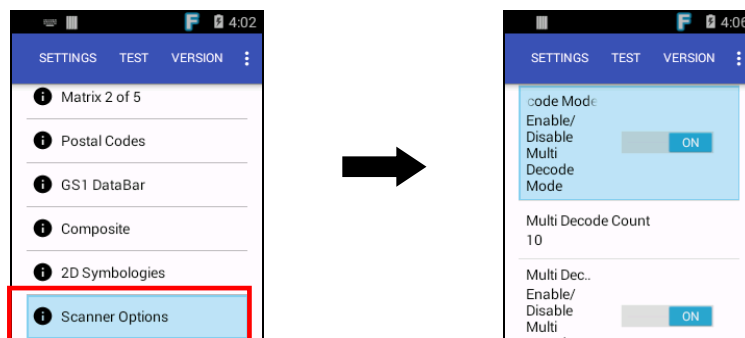 F 4:02
SETTINGS TEST VERSION
Matrix 2 of 5
Postal Codes
GS1 DataBar
Composite
2D Symbologies
Scanner Options
F 4:06
SETTINGS TEST VERSION
code Mode
Enable/
Disable
Multi
Decode
Mode
ON
Multi Decode Count
10
Multi Dec..
Enable/
Disable
Multi
ON